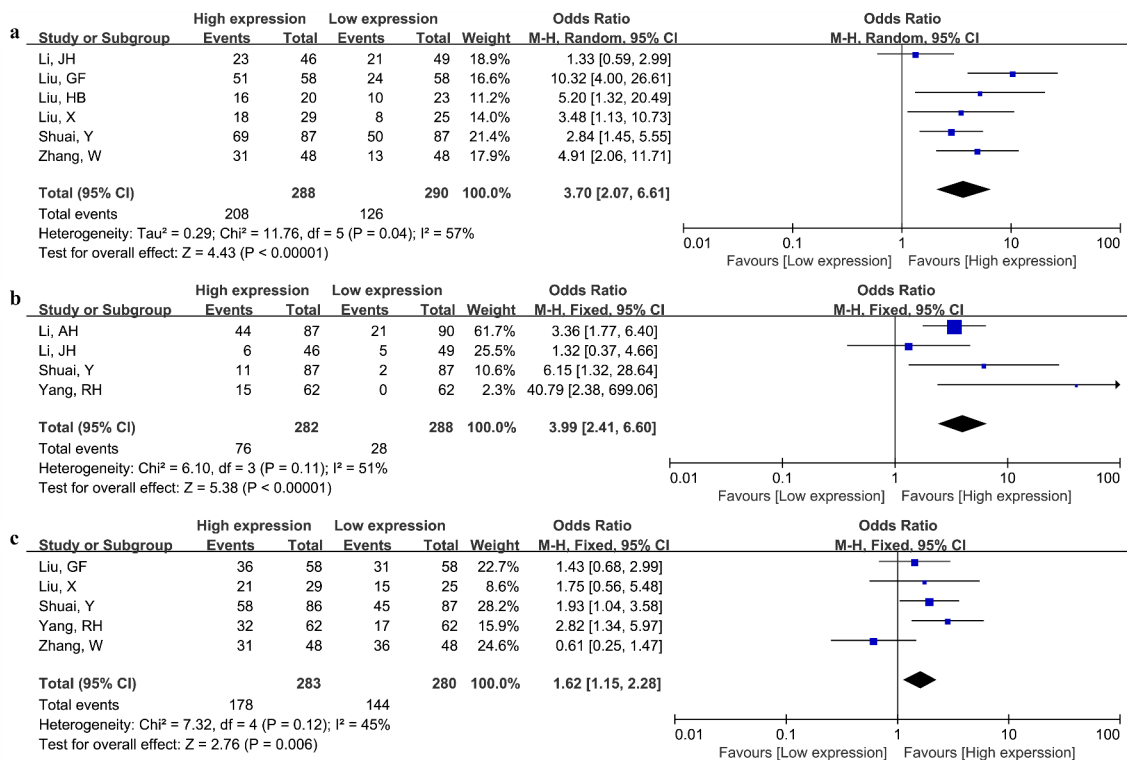 High expression Low expression Odds Ratio Odds Ratio
a Study or Subgroup Events Total Events Total Weight M-H, Random, 95% CI M-H, Random, 95% CI
Li, JH 23 46 21 49 18.9% 1.33 [0.59, 2.99]
Liu, GF 51 58 24 58 16.6% 10.32 [4.00, 26.61]
Liu, HB 16 20 10 23 11.2% 5.20 [1.32, 20.49]
Liu, X 18 29 8 25 14.0% 3.48 [1.13, 10.73]
Shuai, Y 69 87 50 87 21.4% 2.84 [1.45, 5.55]
Zhang, W 31 48 13 48 17.9% 4.91 [2.06, 11.71]
Total (95% CI) 288 290 100.0% 3.70 [2.07, 6.61]
Total events 208 126
Heterogeneity: Tau² = 0.29; Chi² = 11.76, df = 5 (P = 0.04); I² = 57%
Test for overall effect: Z = 4.43 (P < 0.00001)
0.01 0.1 1 10 100
Favours [Low expression] Favours [High expression]
b High expression Low expression Odds Ratio Odds Ratio
Study or Subgroup Events Total Events Total Weight M-H, Fixed, 95% CI M-H, Fixed, 95% CI
Li, AH 44 87 21 90 61.7% 3.36 [1.77, 6.40]
Li, JH 6 46 5 49 25.5% 1.32 [0.37, 4.66]
Shuai, Y 11 87 2 87 10.6% 6.15 [1.32, 28.64]
Yang, RH 15 62 0 62 2.3% 40.79 [2.38, 699.06]
Total (95% CI) 282 288 100.0% 3.99 [2.41, 6.60]
Total events 76 28
Heterogeneity: Chi² = 6.10, df = 3 (P = 0.11); I² = 51%
Test for overall effect: Z = 5.38 (P < 0.00001)
0.01 0.1 1 10 100
Favours [Low expression] Favours [High expression]
High expression Low expression Odds Ratio Odds Ratio
c Study or Subgroup Events Total Events Total Weight M-H, Fixed, 95% CI M-H, Fixed, 95% CI
Liu, GF 36 58 31 58 22.7% 1.43 [0.68, 2.99]
Liu, X 21 29 15 25 8.6% 1.75 [0.56, 5.48]
Shuai, Y 58 86 45 87 28.2% 1.93 [1.04, 3.58]
Yang, RH 32 62 17 62 15.9% 2.82 [1.34, 5.97]
Zhang, W 31 48 36 48 24.6% 0.61 [0.25, 1.47]
Total (95% CI) 283 280 100.0% 1.62 [1.15, 2.28]
Total events 178 144
Heterogeneity: Chi² = 7.32, df = 4 (P = 0.12); I² = 45%
Test for overall effect: Z = 2.76 (P = 0.006)
0.01 0.1 1 10 100
Favours [Low expression] Favours [High experssion]